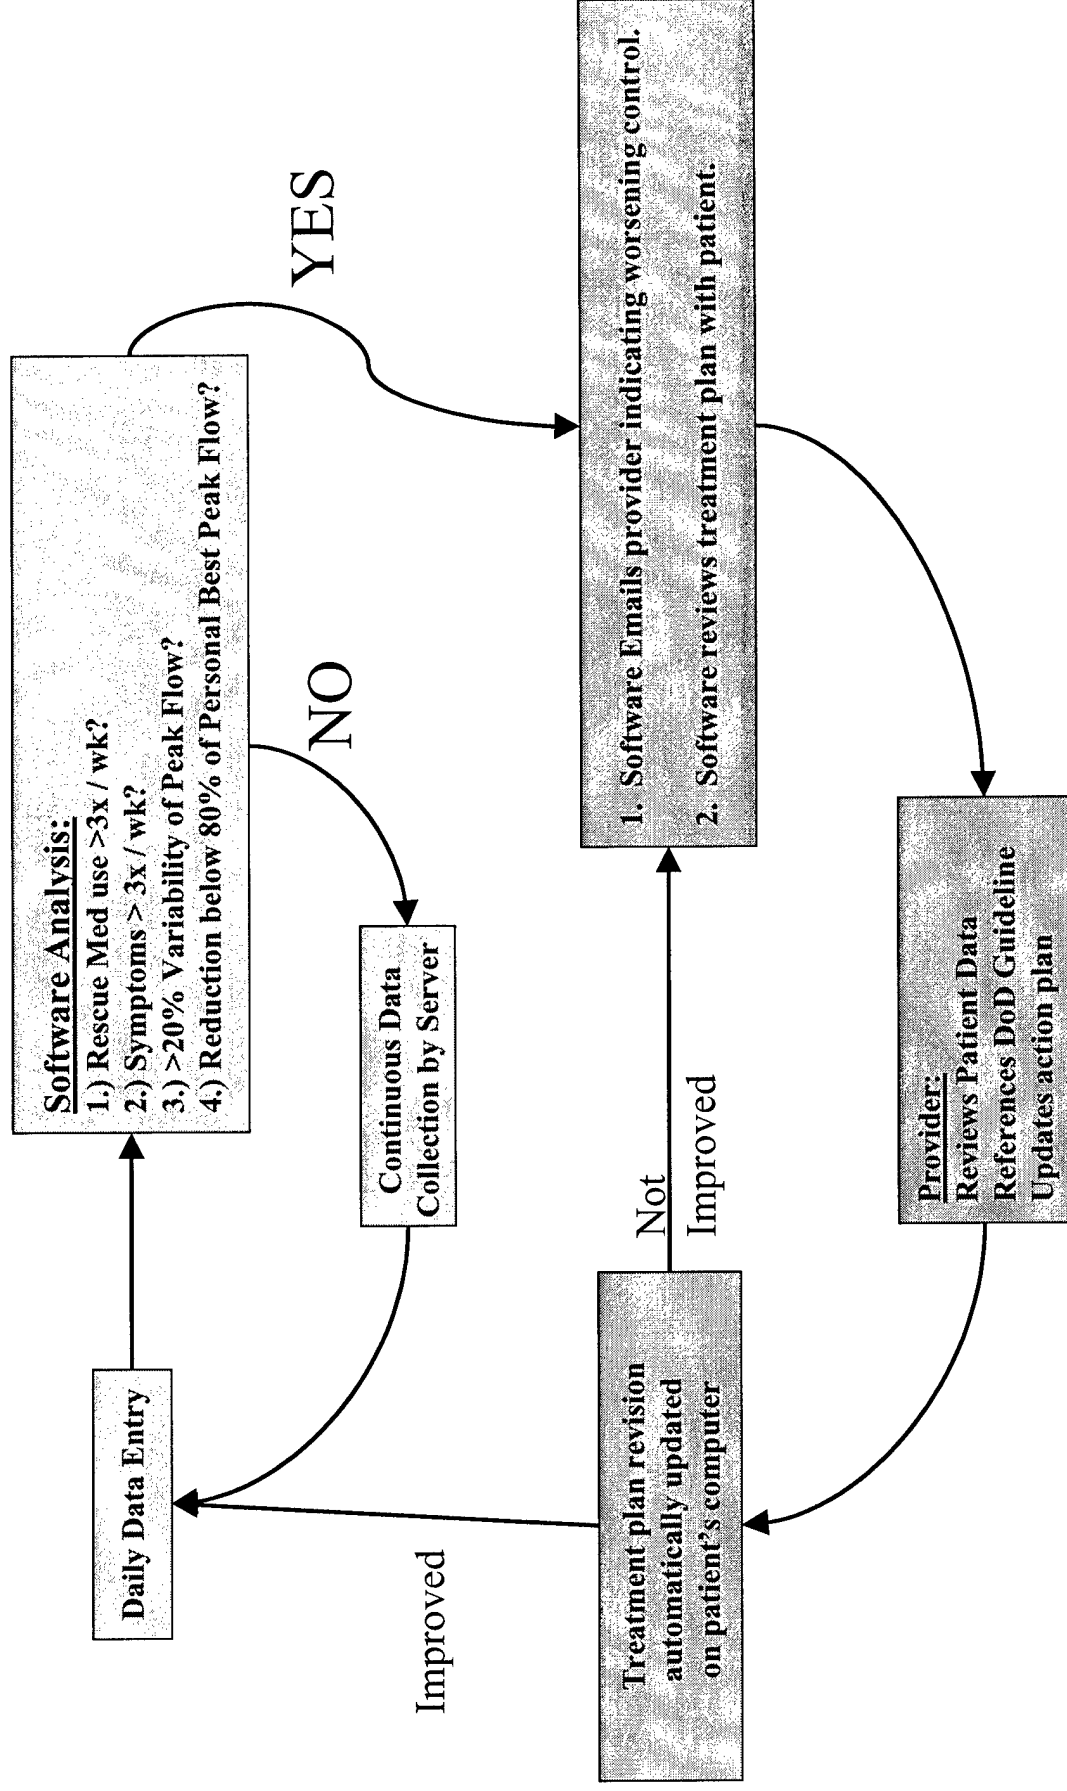 Daily Data Entry
Software Analysis:
1.) Rescue Med use >3x / wk?
2.) Symptoms > 3x / wk?
3.) >20% Variability of Peak Flow?
4.) Reduction below 80% of Personal Best Peak Flow?
YES
NO
Continuous Data
Collection by Server
Improved
Treatment plan revision
automatically updated
on patient's computer
Not
Improved
1. Software Emails provider indicating worsening control.
2. Software reviews treatment plan with patient.
Provider:
Reviews Patient Data
References DoD Guideline
Updates action plan